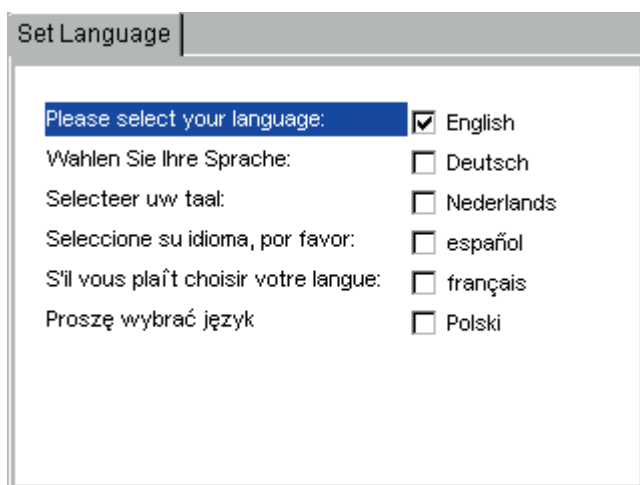 Set Language
Please select your language: English
Wahlen Sie Ihre Sprache: Deutsch
Selecteer uw taal: Nederlands
Seleccione su idioma, por favor: español
S'il vous plaît choisir votre langue: français
Proszę wybrać język Polski